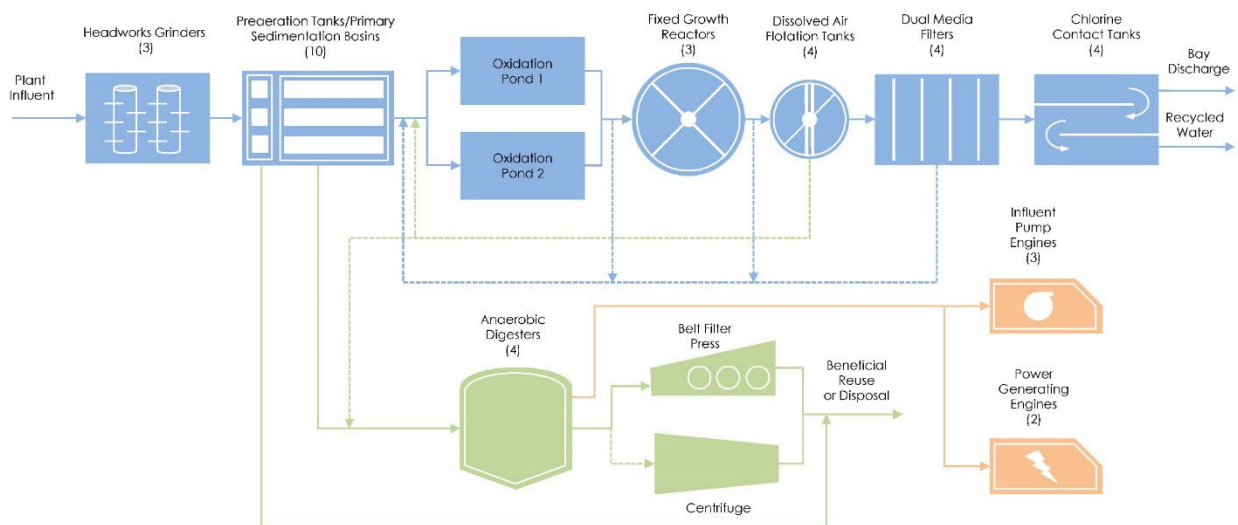 Headworks Grinders
(3)
Preaeration Tanks/Primary
Sedimentation Basins
(10)
Fixed Growth
Reactors
(3)
Dissolved Air
Flotation Tanks
(4)
Dual Media
Filters
(4)
Chlorine
Contact Tanks
(4)
Plant
Influent
Oxidation
Pond 1
Oxidation
Pond 2
Bay
Discharge
Recycled
Water
Influent
Pump
Engines
(3)
Anaerobic
Digesters
(4)
Belt Filter
Press
Beneficial
Reuse
or Disposal
Power
Generating
Engines
(2)
Centrifuge